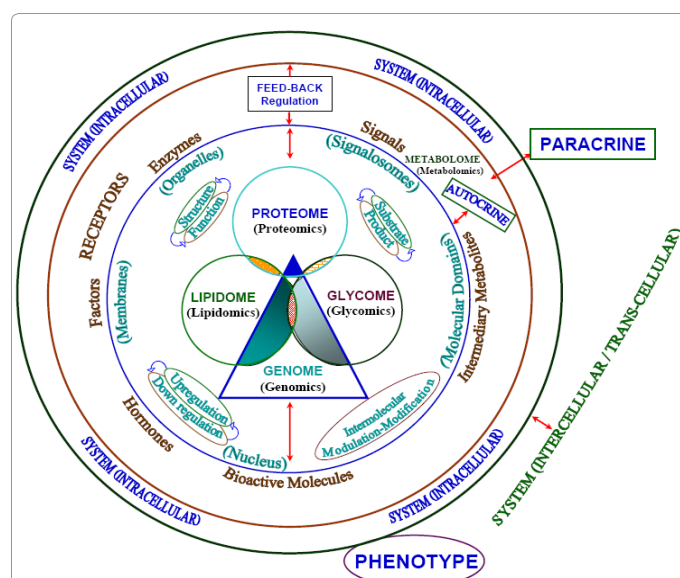 SYSTEM (INTRACELLULAR)
SYSTEM (INTRACELLULAR)
FEED-BACK
Regulation
Enzymes
(Organelles)
Signals
(Signalosomes)
METABOLOME
(Metabolomics)
PARACRINE
AUTOCRINE
RECEPTORS
Structure
Function
PROTEOME
(Proteomics)
Substrate
Product
Factors
(Membranes)
LIPIDOME
(Lipidomics)
GLYCOME
(Glycomics)
(Molecular Domains)
Intermediary Metabolites
SYSTEM (INTERCELLULAR / TRANS-CELLULAR)
GENOME
(Genomics)
Upregulation
Down regulation
Intermolecular
Modulation-Modification
Hormones
(Nucleus)
Bioactive Molecules
SYSTEM (INTRACELLULAR)
SYSTEM (INTRACELLULAR)
PHENOTYPE